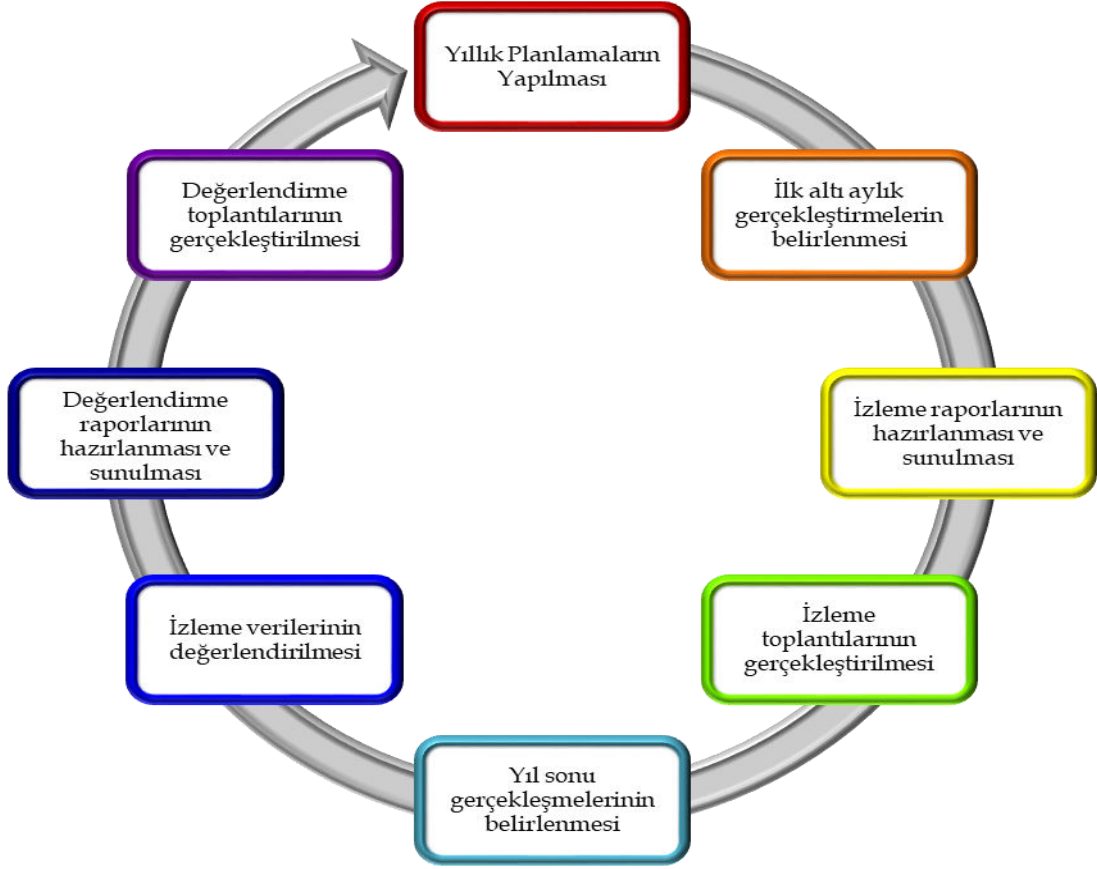 Yıllık Planlamaların
Yapılması
İlk altı aylık
gerçekleştirmelerin
belirlenmesi
İzleme raporlarının
hazırlanması ve
sunulması
İzleme
toplantılarının
gerçekleştirilmesi
Yıl sonu
gerçekleşmelerinin
belirlenmesi
İzleme verilerinin
değerlendirilmesi
Değerlendirme
raporlarının
hazırlanması ve
sunulması
Değerlendirme
toplantılarının
gerçekleştirilmesi